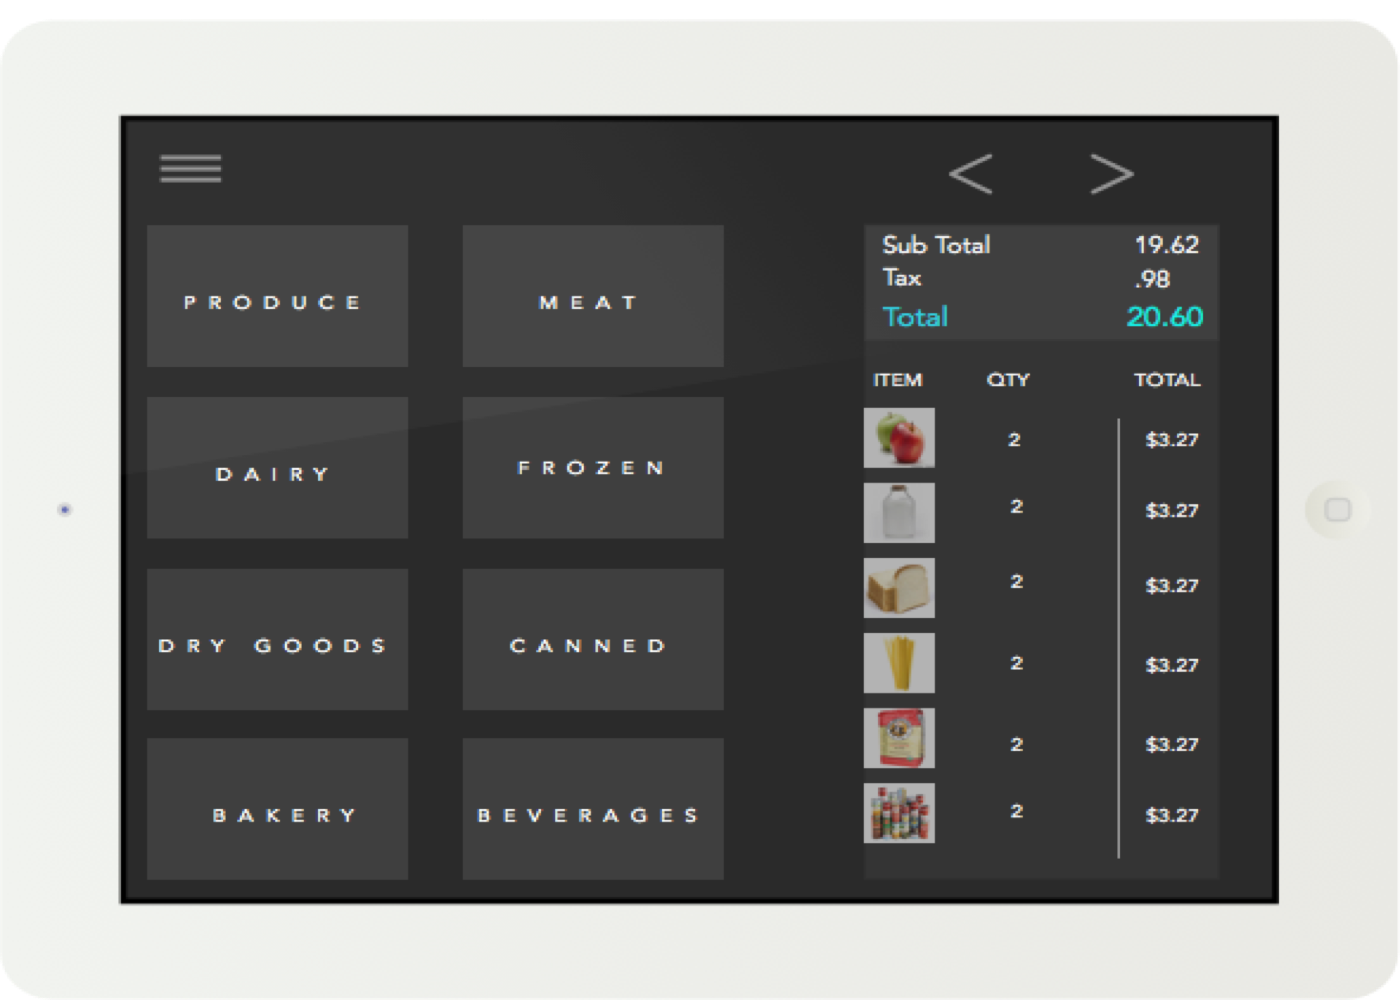 PRODUCE
MEAT
DAIRY
FROZEN
DRY GOODS
CANNED
BAKERY
BEVERAGES
< >
Sub Total 19.62
Tax .98
Total 20.60
ITEM QTY TOTAL
2 $3.27
2 $3.27
2 $3.27
2 $3.27
2 $3.27
2 $3.27